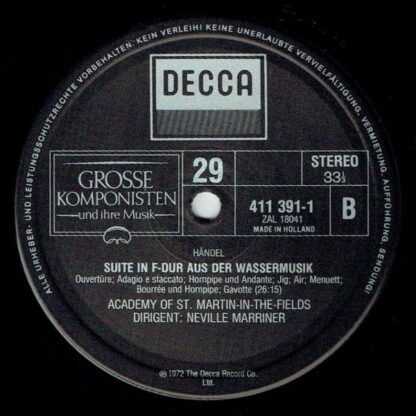 ALLE URHEBER- UND LEISTUNGSSCHUTZRECHTE VORBEHALTEN. KEIN VERLEIH! KEINE UNERLAUBTE VERVIELFÄLTIGUNG, VERMIETUNG, AUFFÜHRUNG, SENDUNG!
DECCA
GROSSE
KOMPONISTEN
und ihre Musik
29
STEREO
33⅓
411 391-1
ZAL 18041
MADE IN HOLLAND
B
HÄNDEL
SUITE IN F-DUR AUS DER WASSERMUSIK
Ouvertüre; Adagio e staccato; Hornpipe und Andante; Jig; Air; Menuett;
Bourrée und Hornpipe; Gavotte (26:15)
ACADEMY OF ST. MARTIN-IN-THE-FIELDS
DIRIGENT: NEVILLE MARRINER
℗ 1972 The Decca Record Co.
Ltd.